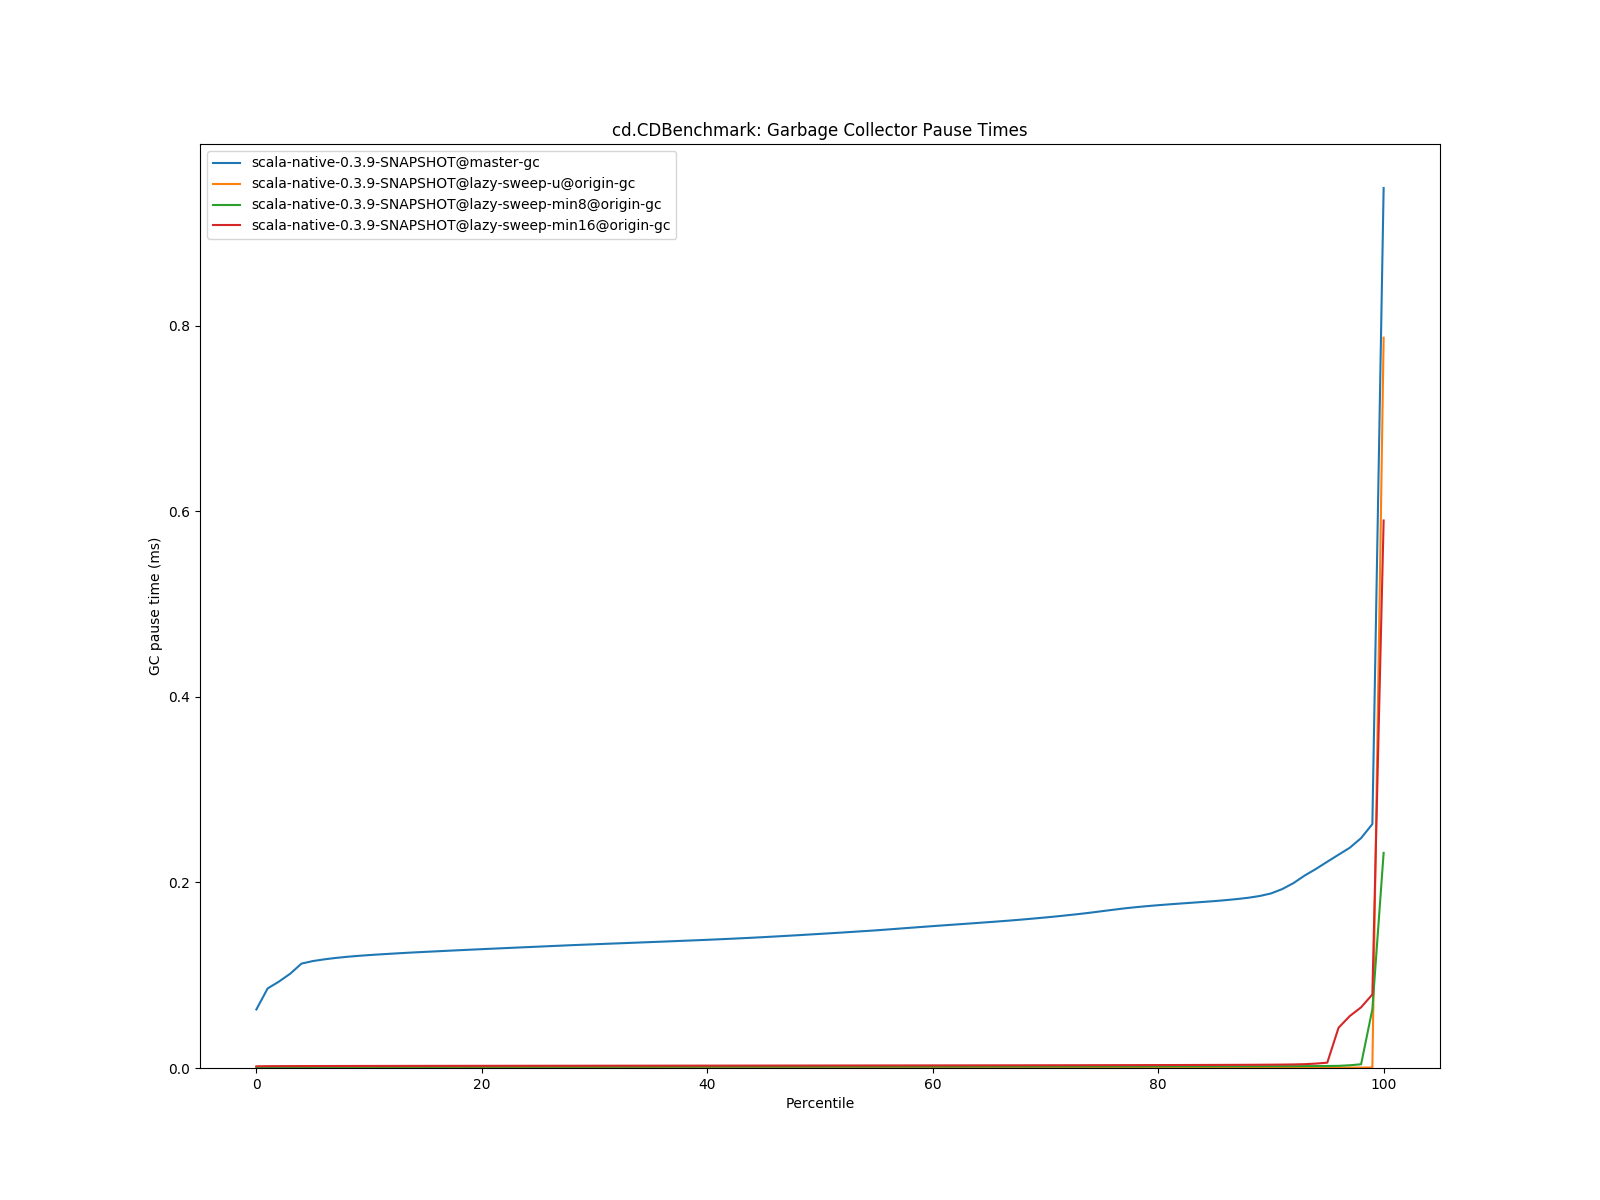 cd.CDBenchmark: Garbage Collector Pause Times
scala-native-0.3.9-SNAPSHOT@master-gc
scala-native-0.3.9-SNAPSHOT@lazy-sweep-u@origin-gc
scala-native-0.3.9-SNAPSHOT@lazy-sweep-min8@origin-gc
scala-native-0.3.9-SNAPSHOT@lazy-sweep-min16@origin-gc
0.8
0.6
0.4
0.2
0.0
GC pause time (ms)
0 20 40 60 80 100
Percentile